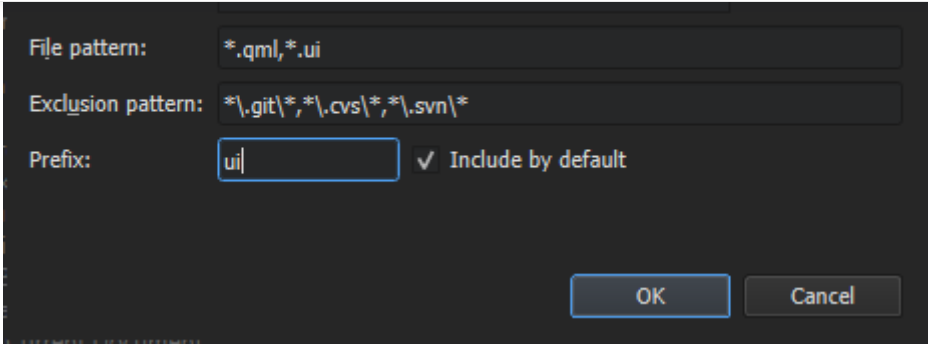 File pattern: *.qml,*.ui
Exclusion pattern: *\.git\*,*\.cvs\*,*\.svn\*
Prefix: ui Include by default
OK Cancel